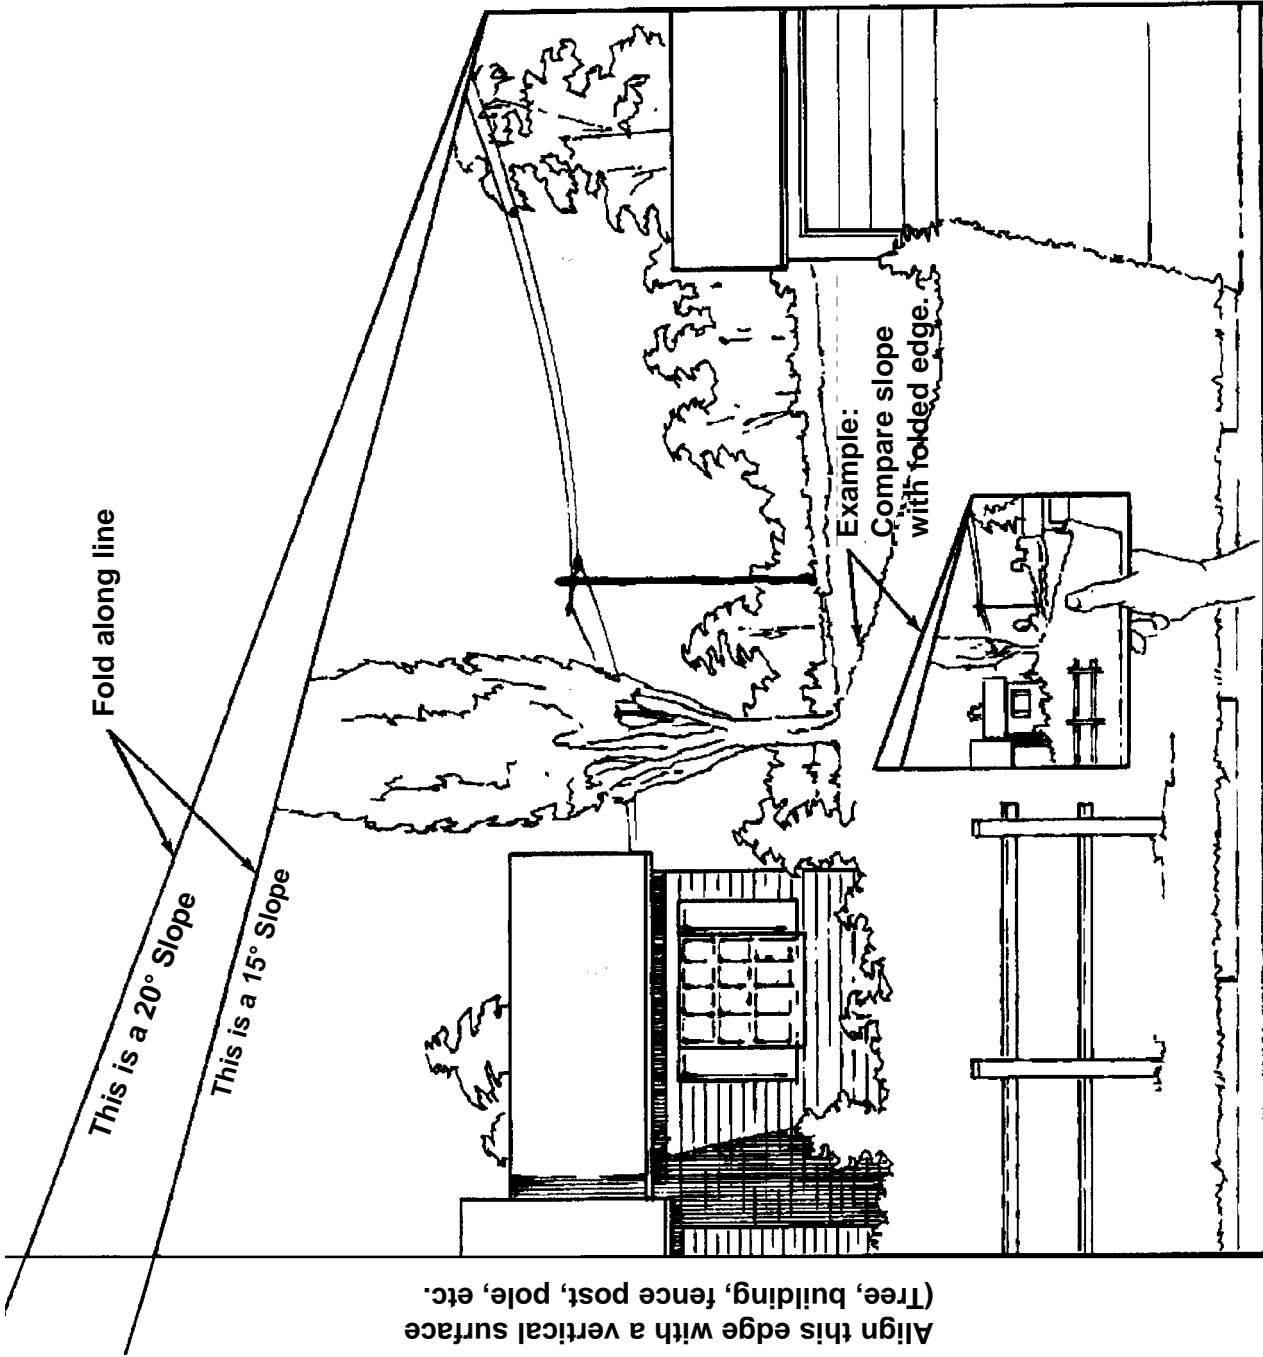 Fold along line
This is a 20° Slope
This is a 15° Slope
Example:
Compare slope
with folded edge.
Align this edge with a vertical surface
(Tree, building, fence post, pole, etc.